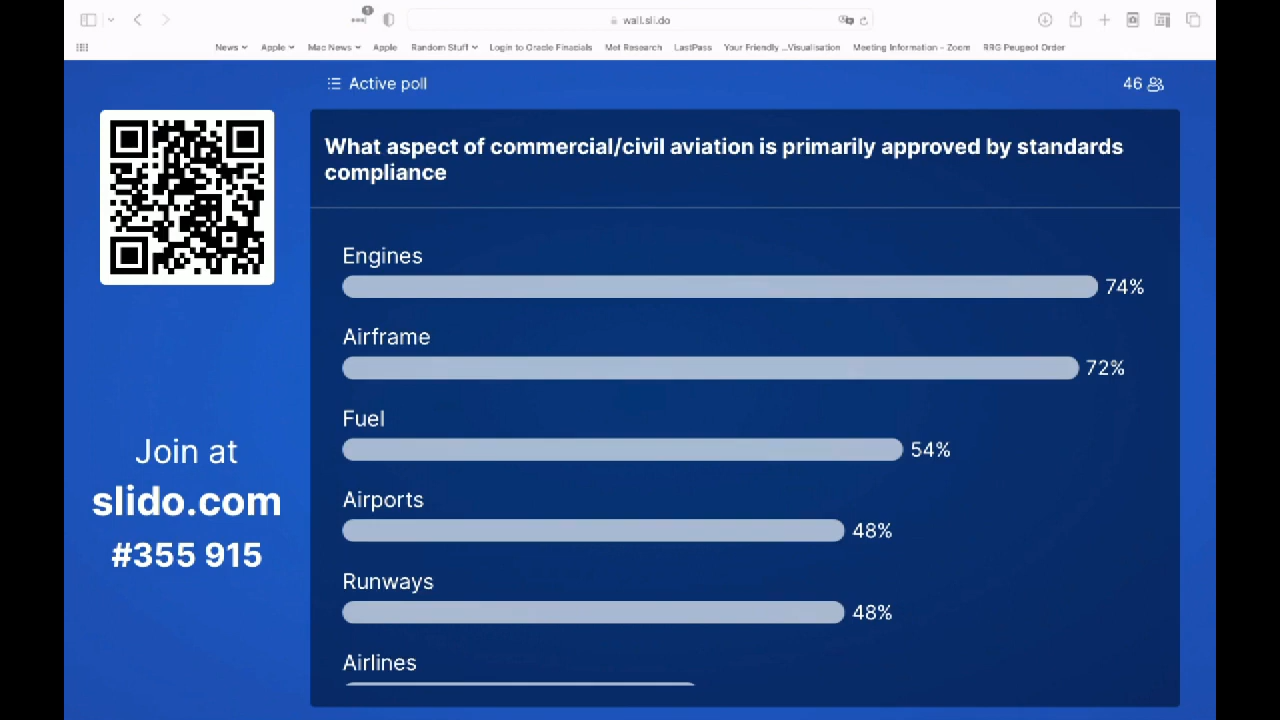 wall.sli.do
News
Apple
Mac News
Apple
Random Stuff
Login to Oracle Finacials
Met Research
LastPass
Your Friendly ...Visualisation
Meeting Information - Zoom
RRG Peugeot Order
Active poll
46
What aspect of commercial/civil aviation is primarily approved by standards
compliance
Engines
74%
Airframe
72%
Fuel
54%
Airports
48%
Runways
48%
Airlines
Join at
slido.com
#355 915